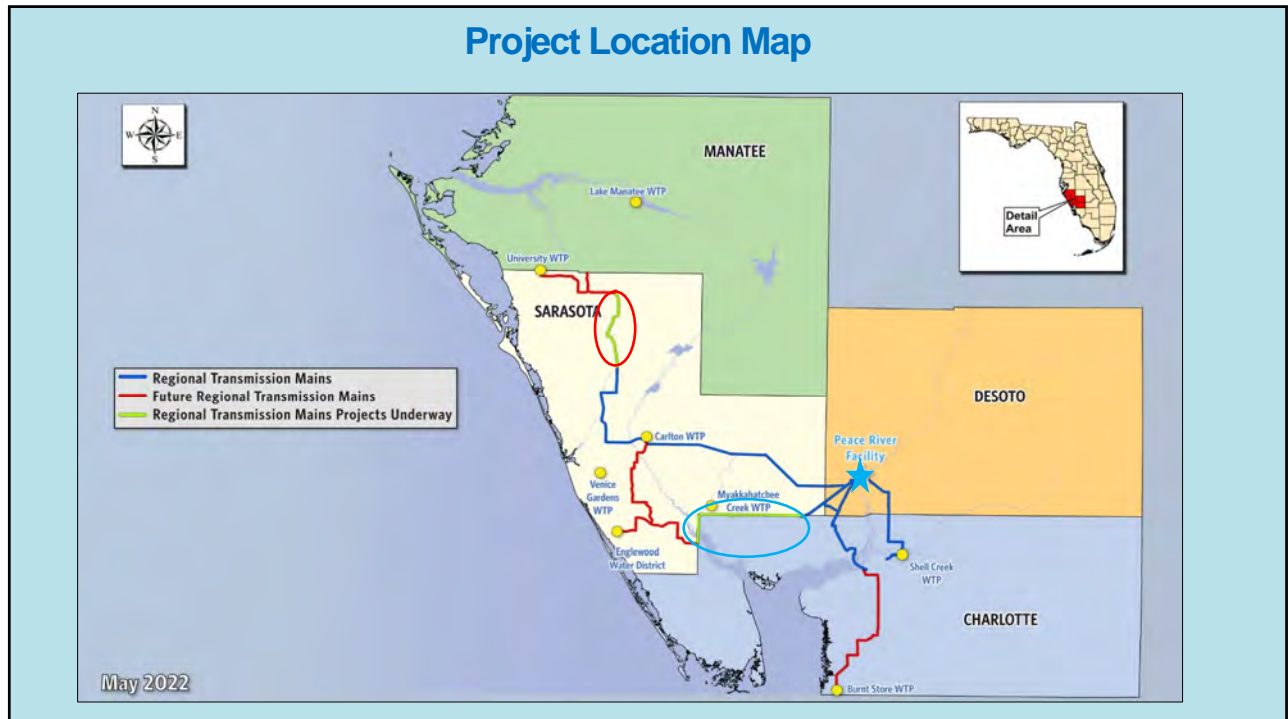 Project Location Map
N
W
E
S
MANATEE
Lake Manatee WTP
Detail
Area
University WTP
SARASOTA
Regional Transmission Mains
Future Regional Transmission Mains
Regional Transmission Mains Projects Underway
DESOTO
Carlton WTP
Peace River
Facility
Venice
Gardens
WTP
Myakkahatchee
Creek WTP
Englewood
Water District
Shell Creek
WTP
CHARLOTTE
May 2022
Burnt Store WTP